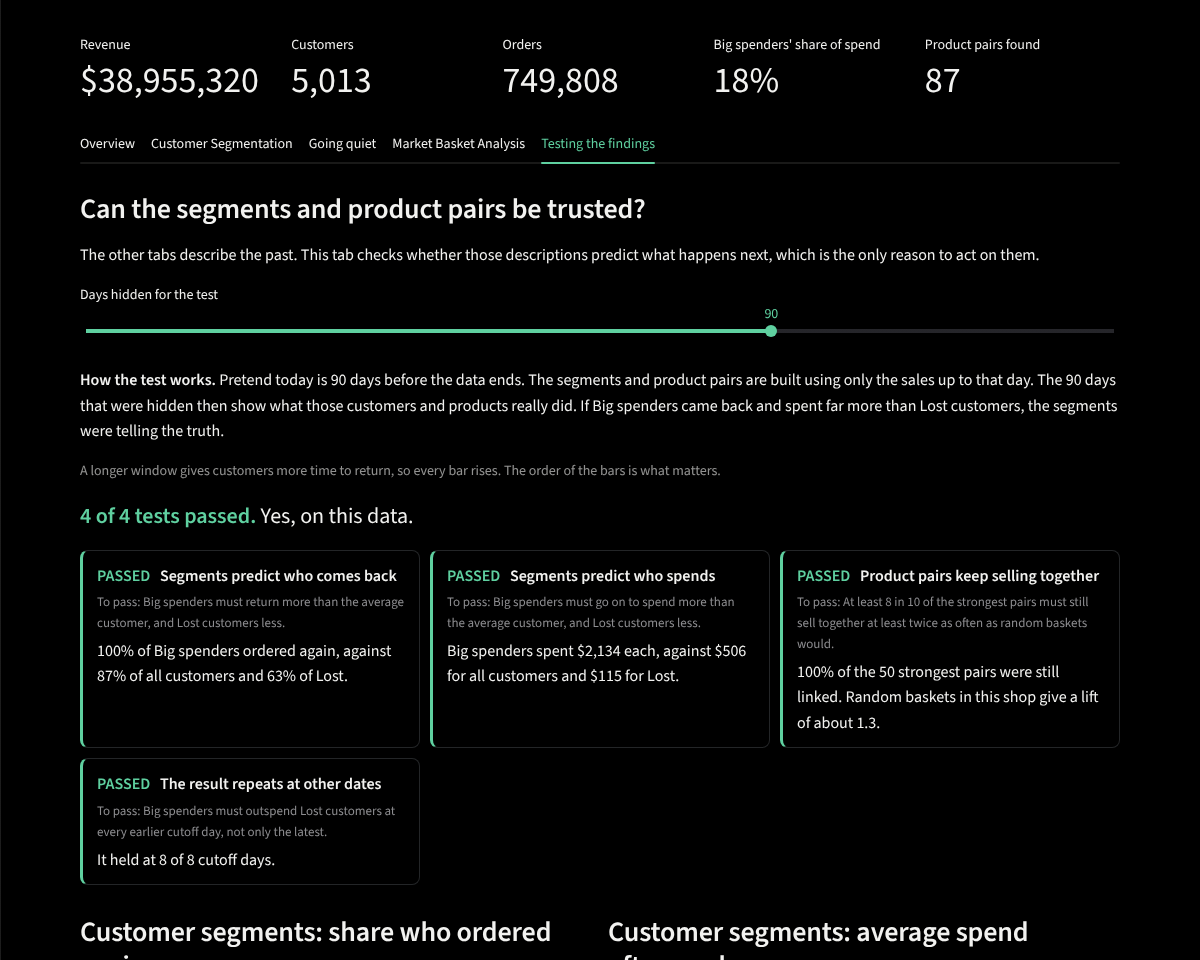 Revenue
$38,955,320
Customers
5,013
Orders
749,808
Big spenders' share of spend
18%
Product pairs found
87
Overview
Customer Segmentation
Going quiet
Market Basket Analysis
Testing the findings
Can the segments and product pairs be trusted?
The other tabs describe the past. This tab checks whether those descriptions predict what happens next, which is the only reason to act on them.
Days hidden for the test
90
How the test works. Pretend today is 90 days before the data ends. The segments and product pairs are built using only the sales up to that day. The 90 days
that were hidden then show what those customers and products really did. If Big spenders came back and spent far more than Lost customers, the segments
were telling the truth.
A longer window gives customers more time to return, so every bar rises. The order of the bars is what matters.
4 of 4 tests passed. Yes, on this data.
PASSED Segments predict who comes back
To pass: Big spenders must return more than the average
customer, and Lost customers less.
100% of Big spenders ordered again, against
87% of all customers and 63% of Lost.
PASSED Segments predict who spends
To pass: Big spenders must go on to spend more than
the average customer, and Lost customers less.
Big spenders spent $2,134 each, against $506
for all customers and $115 for Lost.
PASSED Product pairs keep selling together
To pass: At least 8 in 10 of the strongest pairs must still
sell together at least twice as often as random baskets
would.
100% of the 50 strongest pairs were still
linked. Random baskets in this shop give a lift
of about 1.3.
PASSED The result repeats at other dates
To pass: Big spenders must outspend Lost customers at
every earlier cutoff day, not only the latest.
It held at 8 of 8 cutoff days.
Customer segments: share who ordered
Customer segments: average spend